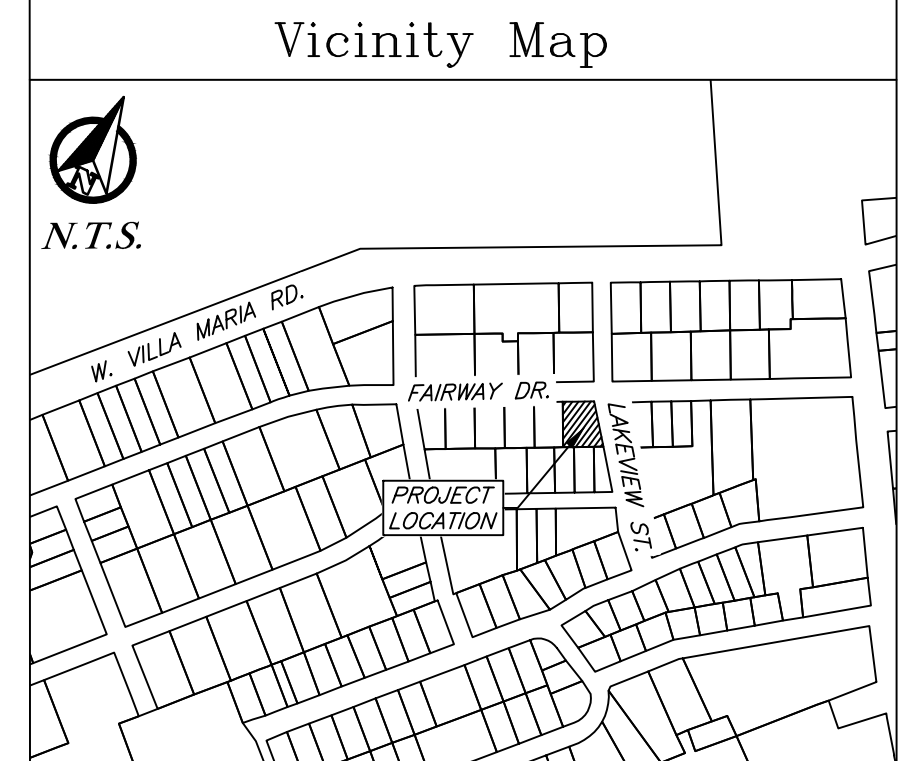 Vicinity Map
N
N.T.S.
W. VILLA MARIA RD.
FAIRWAY DR.
LAKEVIEW ST.
PROJECT
LOCATION